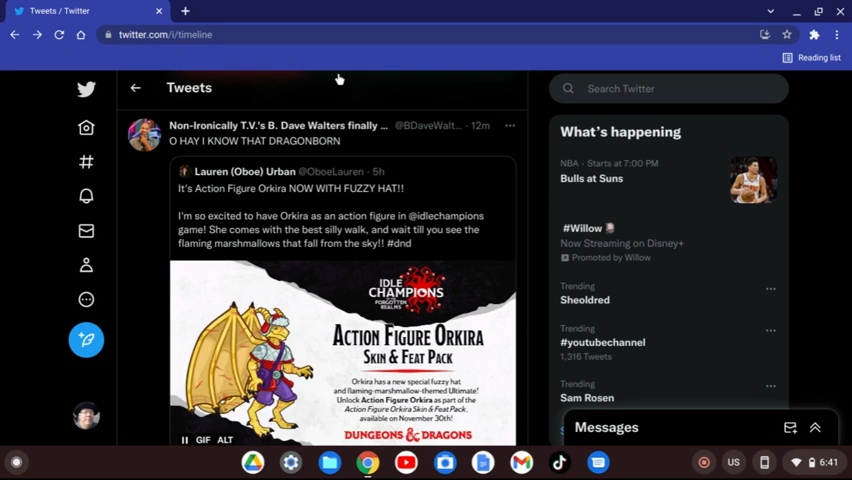 Tweets / Twitter
twitter.com/i/timeline
Reading list
Tweets
Search Twitter
Non-Ironically T.V.'s B. Dave Walters finally ... @BDaveWalt... · 12m
O HAY I KNOW THAT DRAGONBORN
Lauren (Oboe) Urban @OboeLauren · 5h
It's Action Figure Orkira NOW WITH FUZZY HAT!!
I'm so excited to have Orkira as an action figure in @idlechampions
game! She comes with the best silly walk, and wait till you see the
flaming marshmallows that fall from the sky!! #dnd
IDLE
CHAMPIONS
OF THE
FORGOTTEN
REALMS
ACTION FIGURE ORKIRA
SKIN & FEAT PACK
Orkira has a new special fuzzy hat
and flaming-marshmallow-themed Ultimate!
Unlock Action Figure Orkira as part of the
Action Figure Orkira Skin & Feat Pack,
available on November 30th!
DUNGEONS & DRAGONS
GIF ALT
What's happening
NBA · Starts at 7:00 PM
Bulls at Suns
#Willow
Now Streaming on Disney+
Promoted by Willow
Trending
Sheoldred
Trending
#youtubechannel
1,316 Tweets
Trending
Sam Rosen
Messages
US
6:41